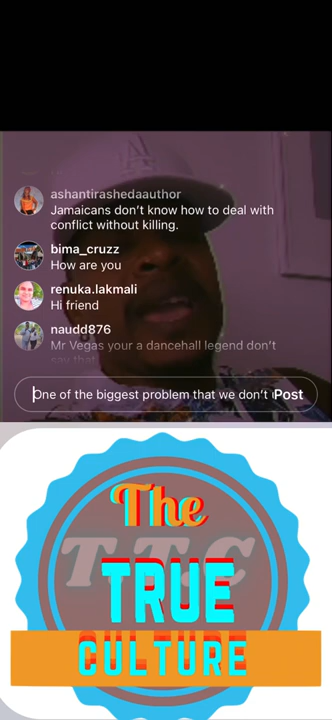 ashantirashedaauthor
Jamaicans don't know how to deal with
conflict without killing.
bima_cruzz
How are you
renuka.lakmali
Hi friend
naudd876
Mr Vegas your a dancehall legend don't
say that
One of the biggest problem that we don't Post
The
T.T.C
TRUE
CULTURE